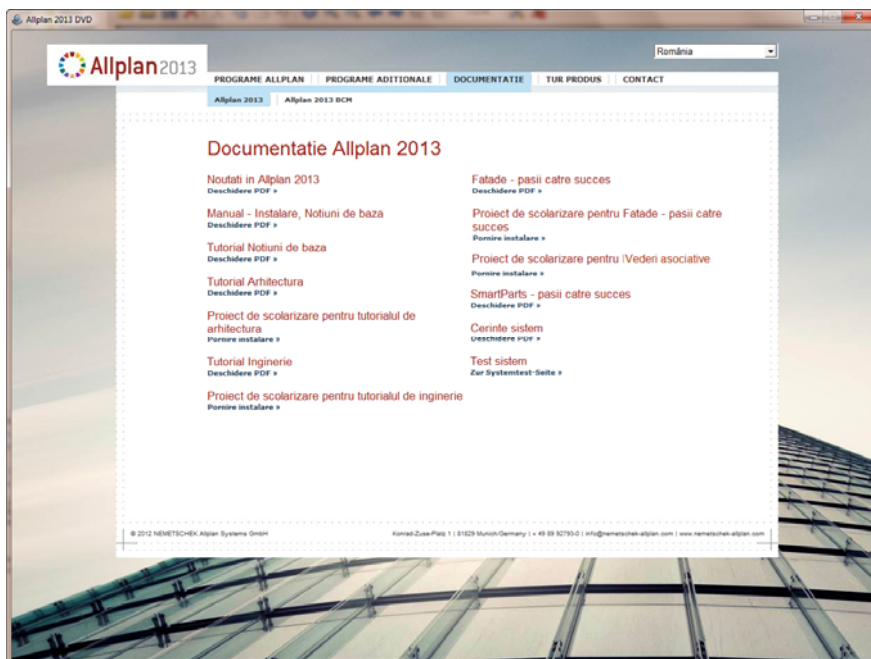 Allplan 2013 DVD
România
Allplan2013
PROGRAME ALLPLAN PROGRAME ADITIONALE DOCUMENTATIE TUR PRODUS CONTACT
Allplan 2013 Allplan 2013 BCM
Documentatie Allplan 2013
Noutati in Allplan 2013
Deschidere PDF »
Manual - Instalare, Notiuni de baza
Deschidere PDF »
Tutorial Notiuni de baza
Deschidere PDF »
Tutorial Arhitectura
Deschidere PDF »
Proiect de scolarizare pentru tutorialul de
arhitectura
Pornire instalare »
Tutorial Inginerie
Deschidere PDF »
Proiect de scolarizare pentru tutorialul de inginerie
Pornire instalare »
Fatade - pasii catre succes
Deschidere PDF »
Proiect de scolarizare pentru Fatade - pasii catre
succes
Pornire instalare »
Proiect de scolarizare pentru Vederi asociative
Pornire instalare »
SmartParts - pasii catre succes
Deschidere PDF »
Cerinte sistem
Deschidere PDF »
Test sistem
Zur Systemtest-Seite »
© 2012 NEMETSCHEK Allplan Systems GmbH Konrad-Zuse-Platz 1 | 81829 Munich/Germany | + 49 89 92793-0 | info@nemetschek-allplan.com | www.nemetschek-allplan.com